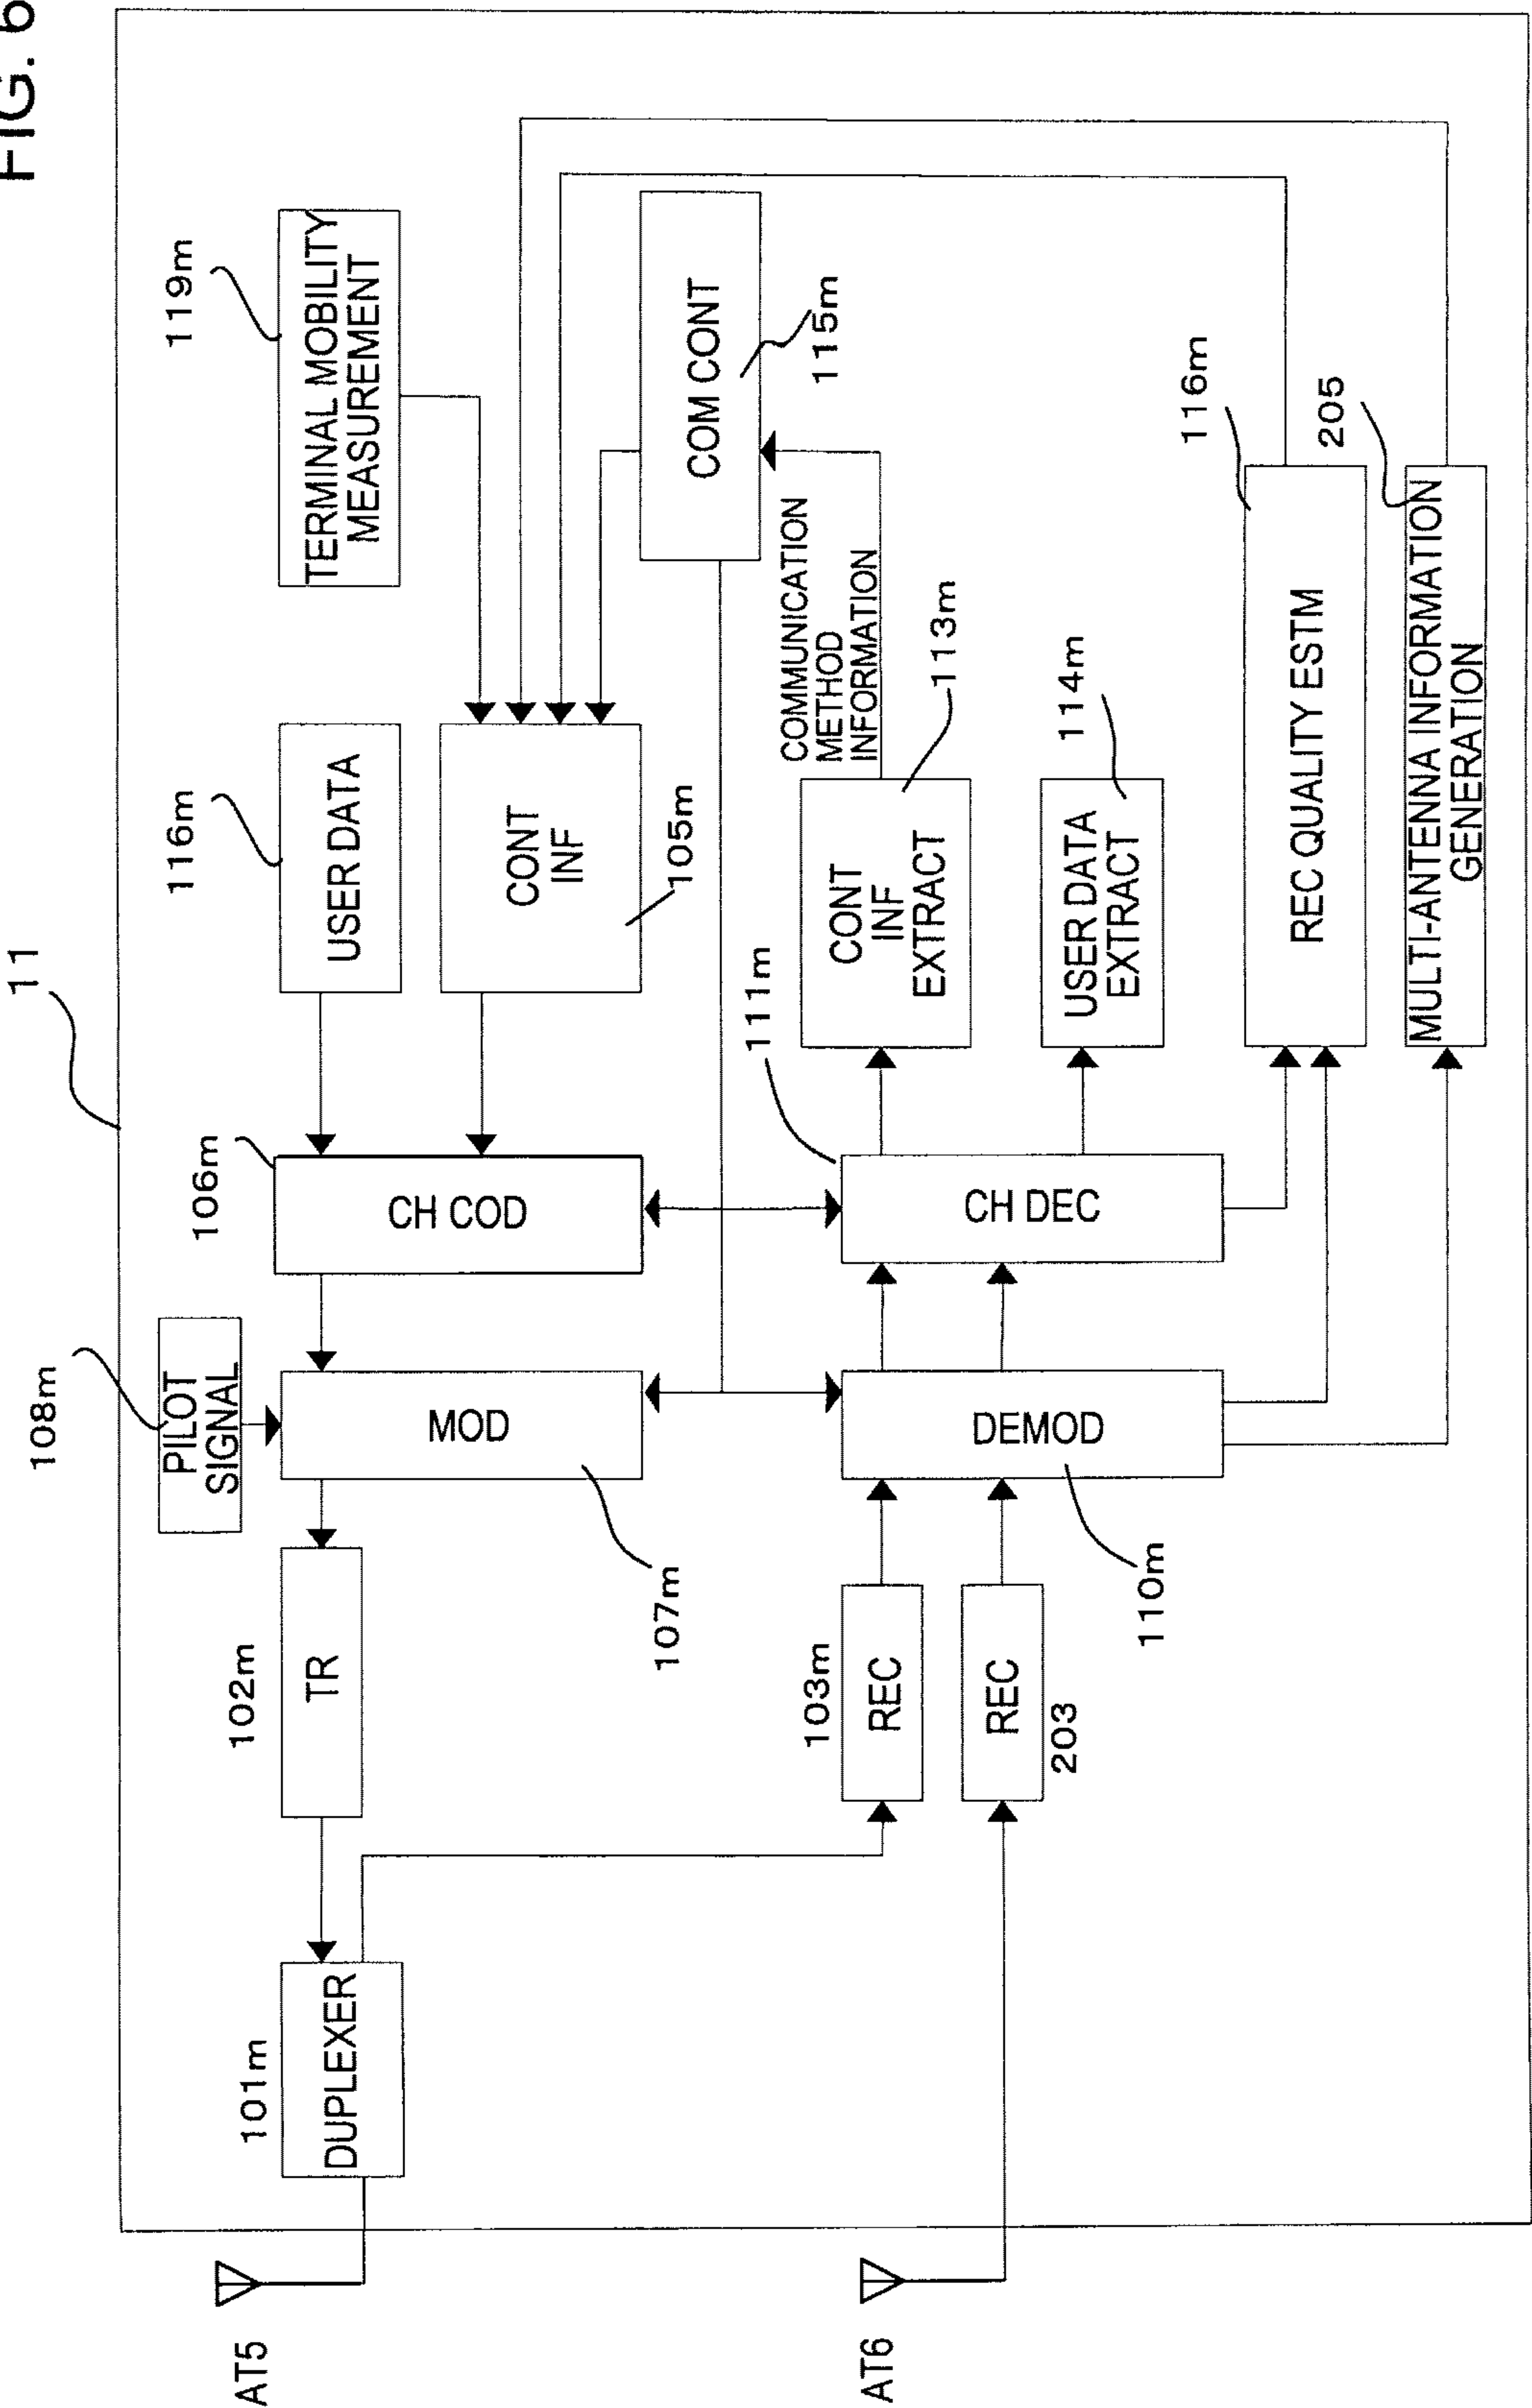 FIG. 6
11
108m
PILOT
SIGNAL
106m
116m
119m
101m
DUPLEXER
102m
TR
MOD
107m
CH COD
USER DATA
TERMINAL MOBILITY
MEASUREMENT
CONT
INF
105m
COM CONT
115m
COMMUNICATION
METHOD
INFORMATION
103m
REC
REC
203
DEMOD
110m
111m
CH DEC
CONT
INF
EXTRACT
113m
USER DATA
EXTRACT
114m
116m
REC QUALITY ESTM
205
MULTI-ANTENNA INFORMATION
GENERATION
AT5
AT6